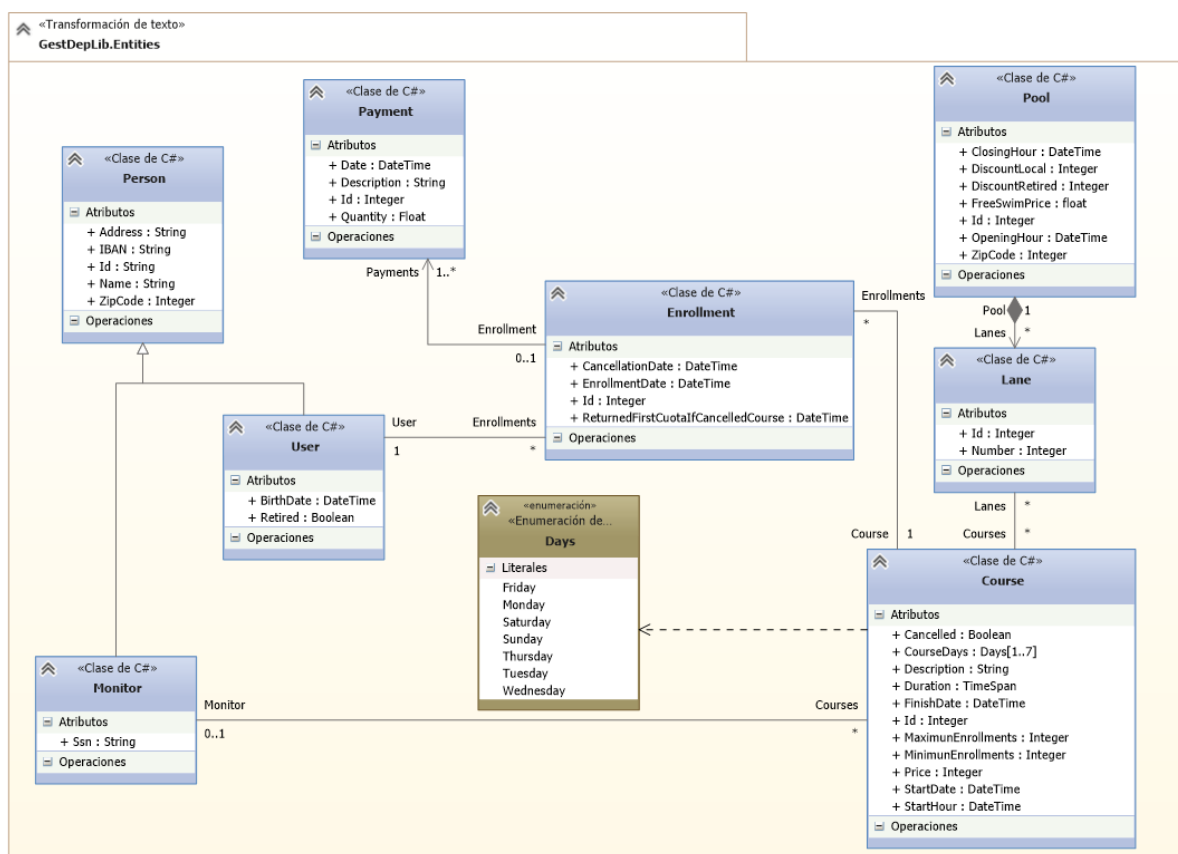 «Transformación de texto»
GestDepLib.Entities
«Clase de C#»
Payment
Atributos
+ Date : DateTime
+ Description : String
+ Id : Integer
+ Quantity : Float
Operaciones
«Clase de C#»
Pool
Atributos
+ ClosingHour : DateTime
+ DiscountLocal : Integer
+ DiscountRetired : Integer
+ FreeSwimPrice : float
+ Id : Integer
+ OpeningHour : DateTime
+ ZipCode : Integer
Operaciones
«Clase de C#»
Person
Atributos
+ Address : String
+ IBAN : String
+ Id : String
+ Name : String
+ ZipCode : Integer
Operaciones
Payments 1..*
Enrollment
0..1
«Clase de C#»
Enrollment
Atributos
+ CancellationDate : DateTime
+ EnrollmentDate : DateTime
+ Id : Integer
+ ReturnedFirstCuotaIfCancelledCourse : DateTime
Operaciones
Enrollments
*
Pool 1
Lanes *
«Clase de C#»
Lane
Atributos
+ Id : Integer
+ Number : Integer
Operaciones
«Clase de C#»
User
Atributos
+ BirthDate : DateTime
+ Retired : Boolean
Operaciones
User
1
Enrollments
*
Lanes *
Courses *
Course 1
«enumeración»
«Enumeración de...
Days
Literales
Friday
Monday
Saturday
Sunday
Thursday
Tuesday
Wednesday
«Clase de C#»
Course
Atributos
+ Cancelled : Boolean
+ CourseDays : Days[1..7]
+ Description : String
+ Duration : TimeSpan
+ FinishDate : DateTime
+ Id : Integer
+ MaximunEnrollments : Integer
+ MinimunEnrollments : Integer
+ Price : Integer
+ StartDate : DateTime
+ StartHour : DateTime
Operaciones
«Clase de C#»
Monitor
Atributos
+ Ssn : String
Operaciones
Monitor
0..1
Courses
*